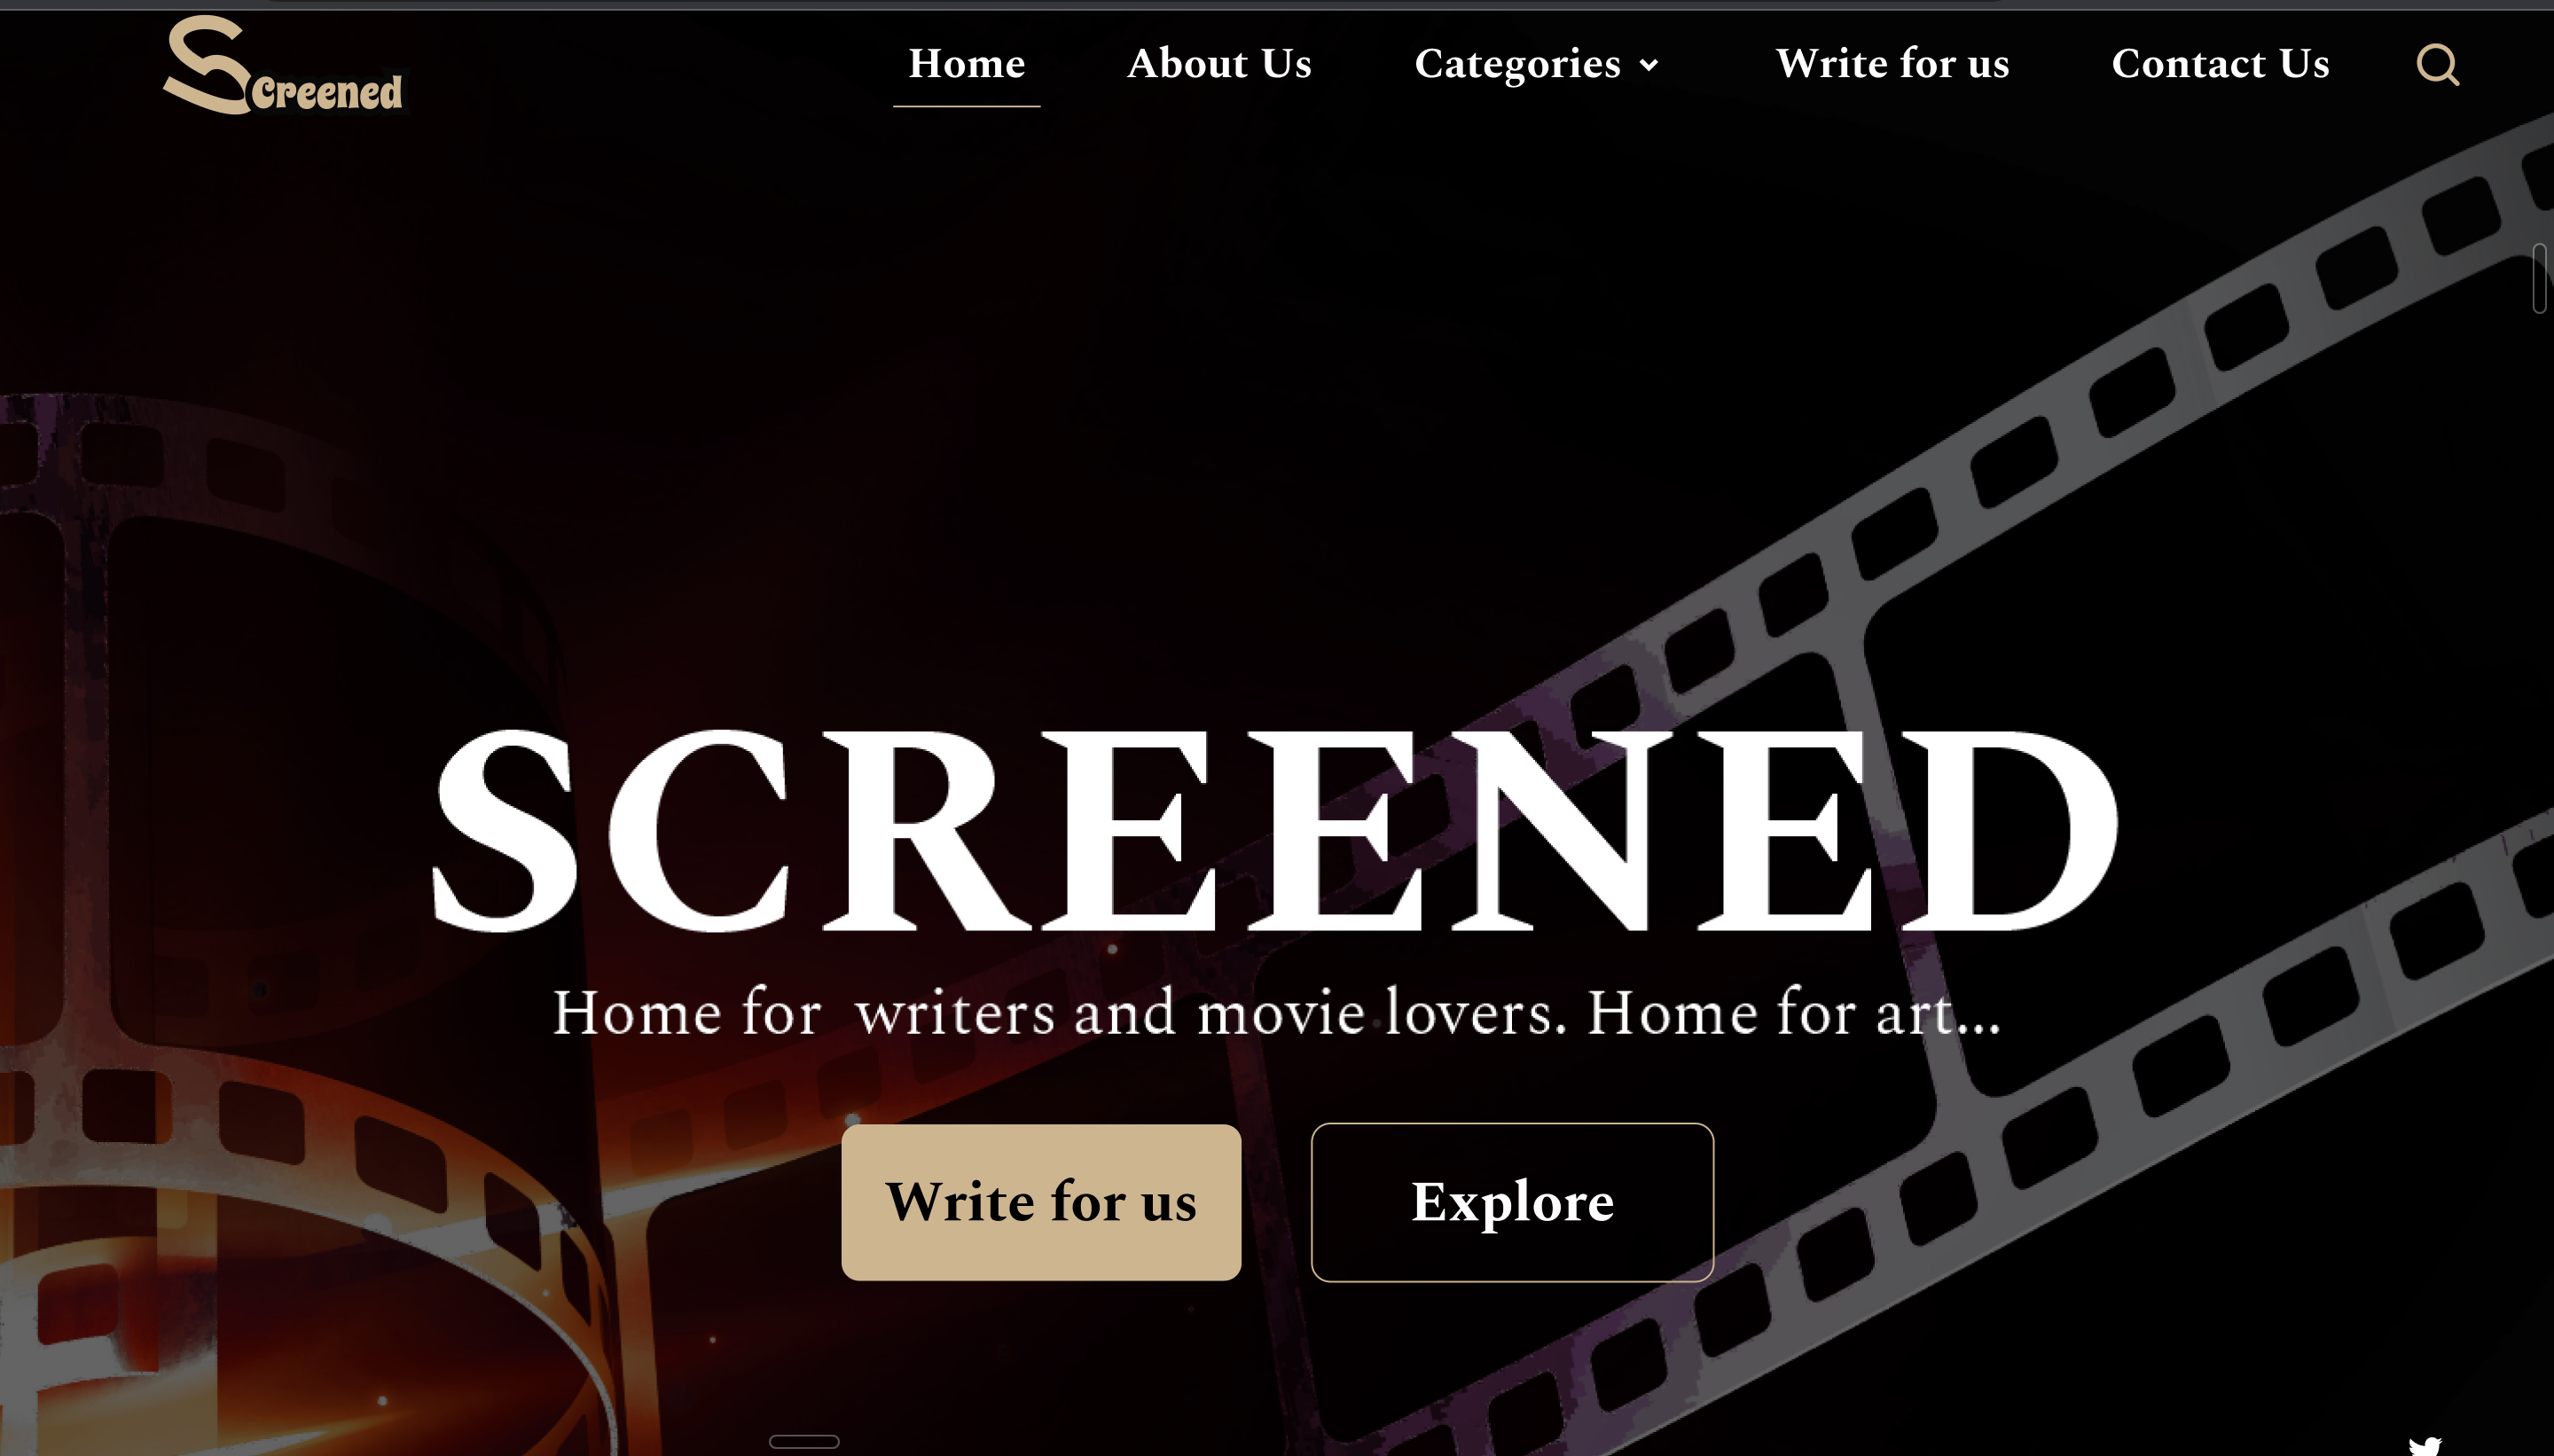 Screened
Home About Us Categories Write for us Contact Us
SCREENED
Home for writers and movie lovers. Home for art...
Write for us Explore